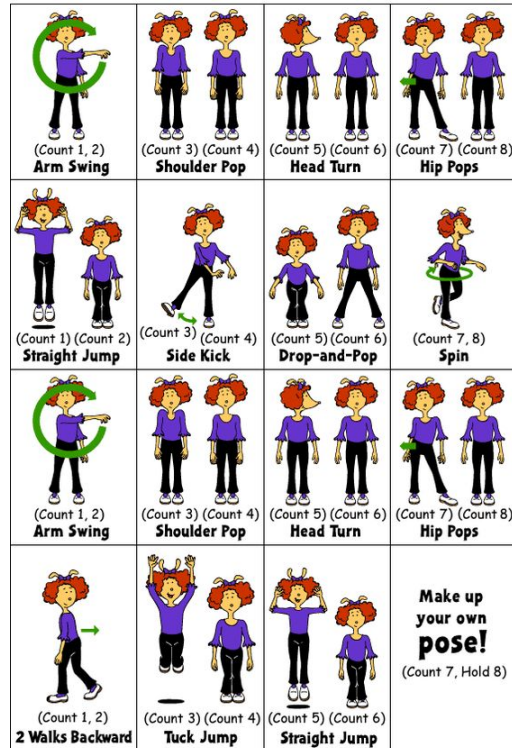 (Count 1, 2)
Arm Swing
(Count 3) (Count 4)
Shoulder Pop
(Count 5) (Count 6)
Head Turn
(Count 7) (Count 8)
Hip Pops
(Count 1) (Count 2)
Straight Jump
(Count 3) (Count 4)
Side Kick
(Count 5) (Count 6)
Drop-and-Pop
(Count 7, 8)
Spin
(Count 1, 2)
Arm Swing
(Count 3) (Count 4)
Shoulder Pop
(Count 5) (Count 6)
Head Turn
(Count 7) (Count 8)
Hip Pops
(Count 1, 2)
2 Walks Backward
(Count 3) (Count 4)
Tuck Jump
(Count 5) (Count 6)
Straight Jump
Make up
your own
pose!
(Count 7, Hold 8)